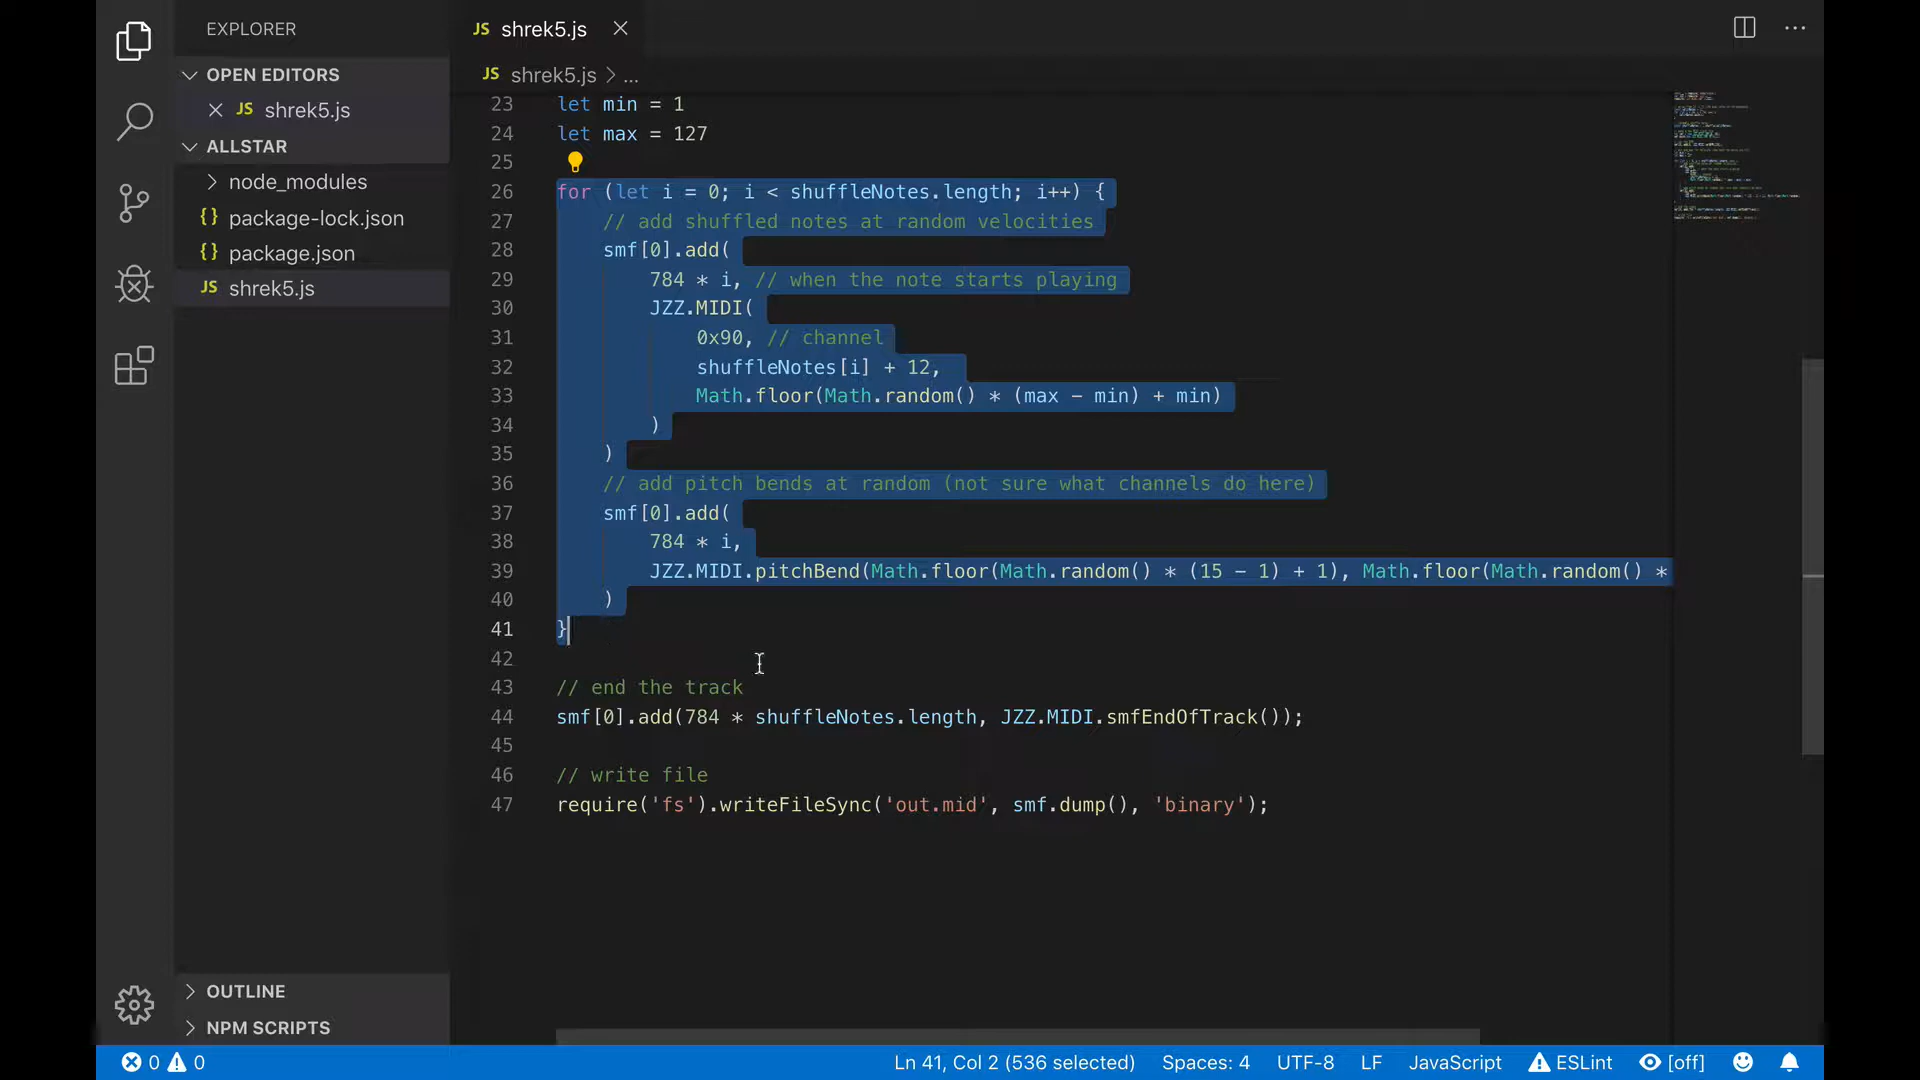 EXPLORER
OPEN EDITORS
JS shrek5.js
ALLSTAR
node_modules
{} package-lock.json
{} package.json
JS shrek5.js
OUTLINE
NPM SCRIPTS
JS shrek5.js
JS shrek5.js > ...
23 let min = 1
24 let max = 127
25
26 for (let i = 0; i < shuffleNotes.length; i++) {
27 // add shuffled notes at random velocities
28 smf[0].add(
29 784 * i, // when the note starts playing
30 JZZ.MIDI(
31 0x90, // channel
32 shuffleNotes[i] + 12,
33 Math.floor(Math.random() * (max - min) + min)
34 )
35 )
36 // add pitch bends at random (not sure what channels do here)
37 smf[0].add(
38 784 * i,
39 JZZ.MIDI.pitchBend(Math.floor(Math.random() * (15 - 1) + 1), Math.floor(Math.random() *
40 )
41 }
42
43 // end the track
44 smf[0].add(784 * shuffleNotes.length, JZZ.MIDI.smfEndOfTrack());
45
46 // write file
47 require('fs').writeFileSync('out.mid', smf.dump(), 'binary');
0 0 Ln 41, Col 2 (536 selected) Spaces: 4 UTF-8 LF JavaScript ESLint [off]